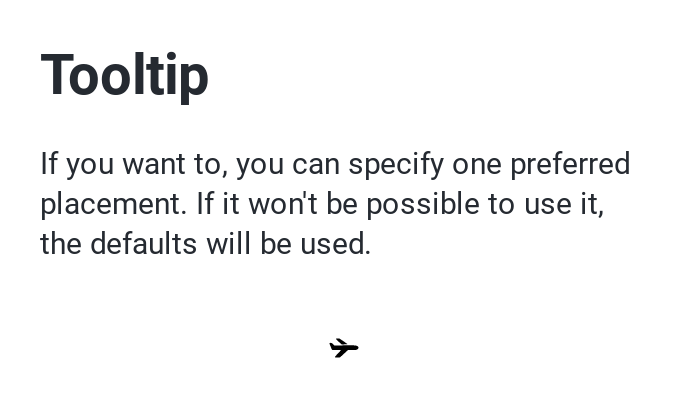 Tooltip
If you want to, you can specify one preferred
placement. If it won't be possible to use it,
the defaults will be used.